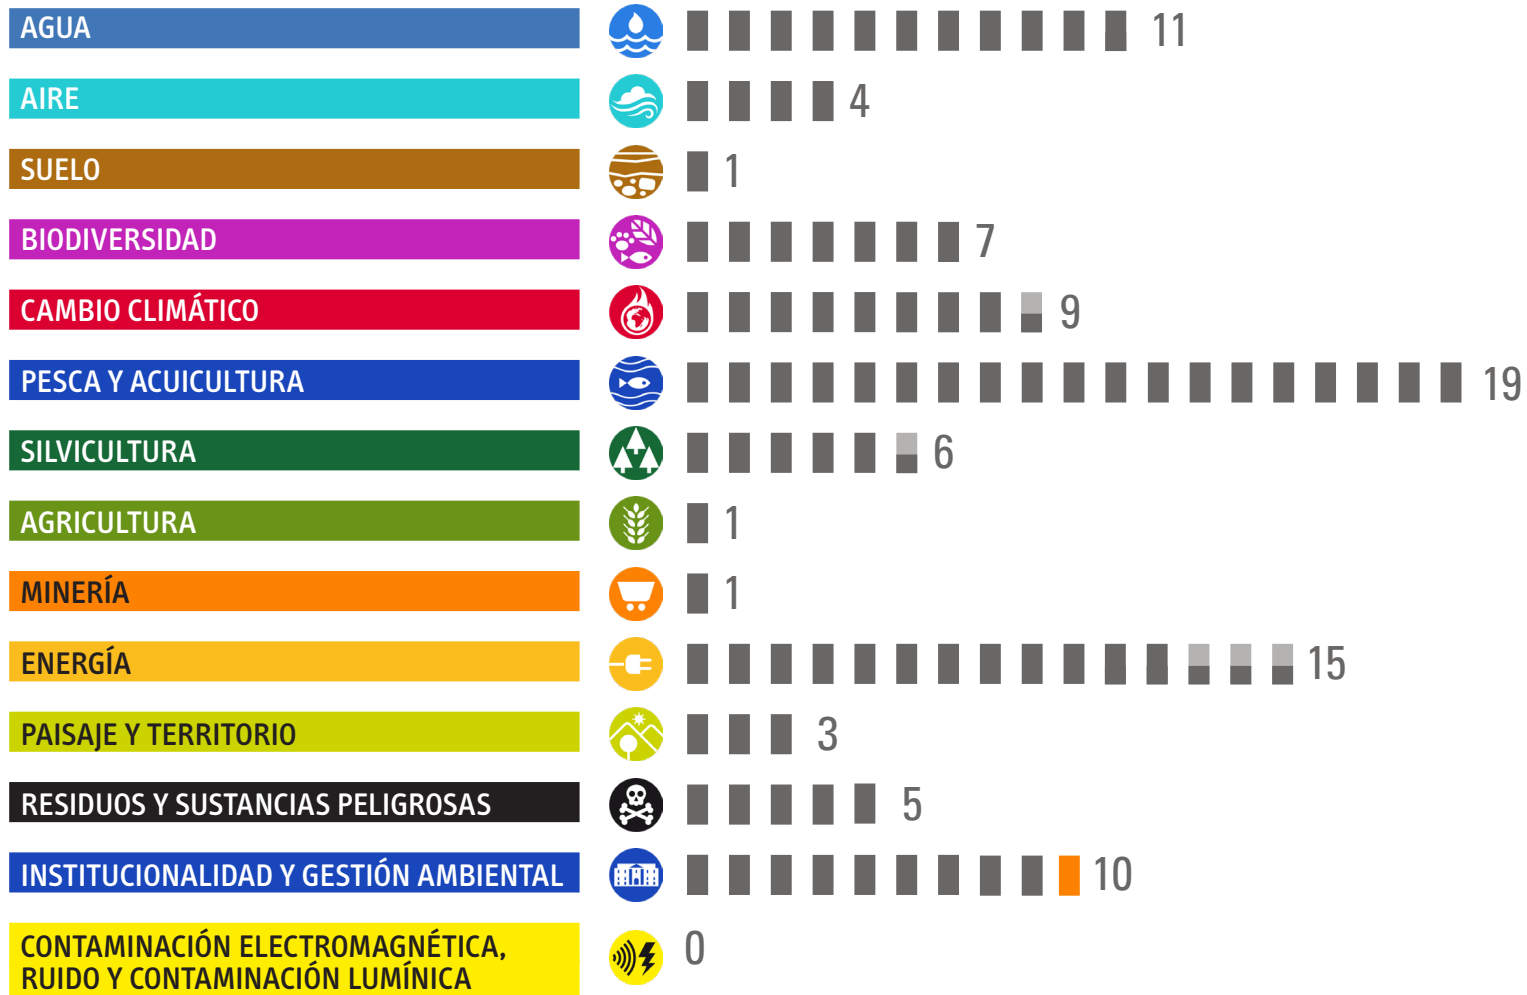 AGUA 11
AIRE 4
SUELO 1
BIODIVERSIDAD 7
CAMBIO CLIMÁTICO 9
PESCA Y ACUICULTURA 19
SILVICULTURA 6
AGRICULTURA 1
MINERÍA 1
ENERGÍA 15
PAISAJE Y TERRITORIO 3
RESIDUOS Y SUSTANCIAS PELIGROSAS 5
INSTITUCIONALIDAD Y GESTIÓN AMBIENTAL 10
CONTAMINACIÓN ELECTROMAGNÉTICA, 0
RUIDO Y CONTAMINACIÓN LUMÍNICA